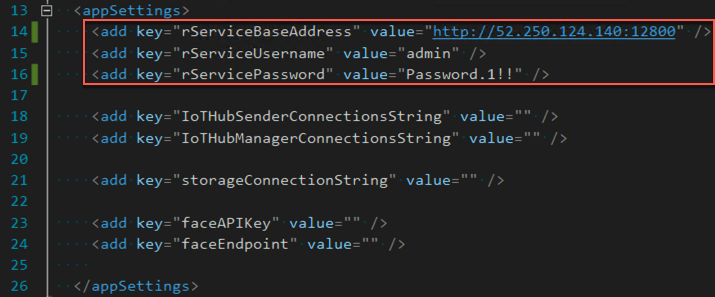 13 <appSettings>
14 <add key="rServiceBaseAddress" value="http://52.250.124.140:12800" />
15 <add key="rServiceUsername" value="admin" />
16 <add key="rServicePassword" value="Password.1!!" />
17
18 <add key="IoTHubSenderConnectionsString" value="" />
19 <add key="IoTHubManagerConnectionsString" value="" />
20
21 <add key="storageConnectionString" value="" />
22
23 <add key="faceAPIKey" value="" />
24 <add key="faceEndpoint" value="" />
25
26 </appSettings>